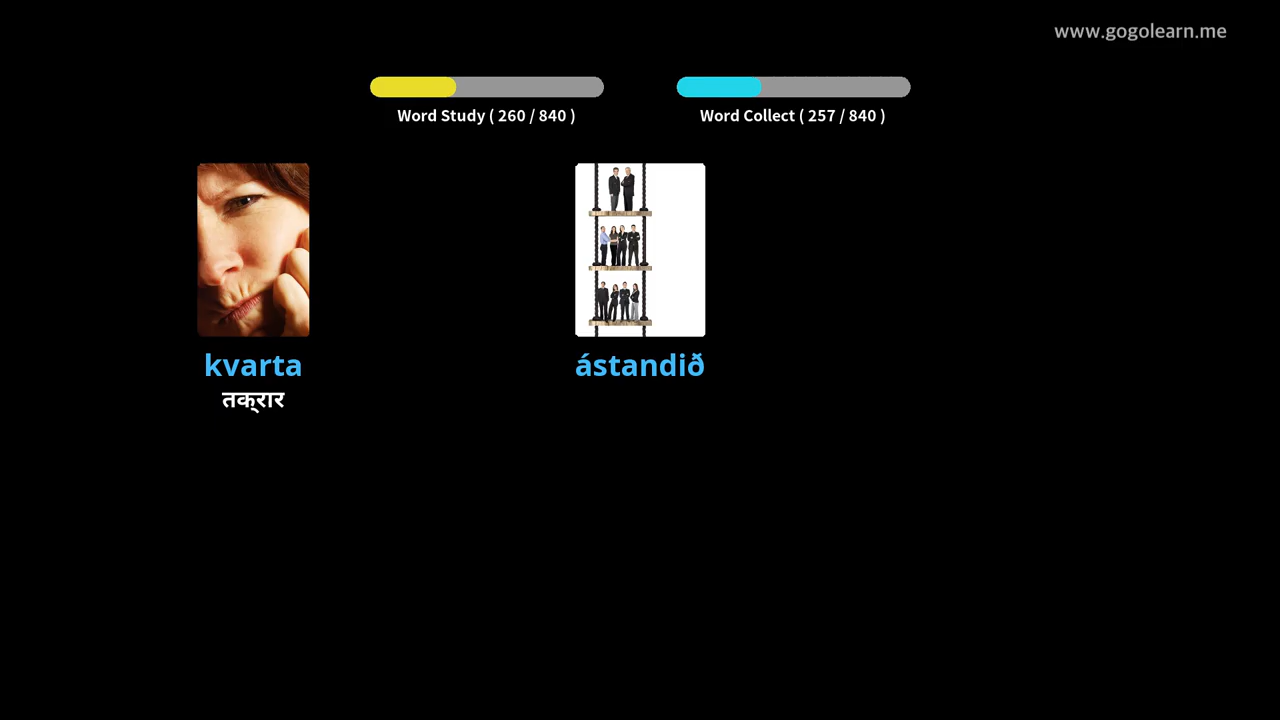 www.gogolearn.me
Word Study ( 260 / 840 )
Word Collect ( 257 / 840 )
kvarta
तक्रार
ástandið